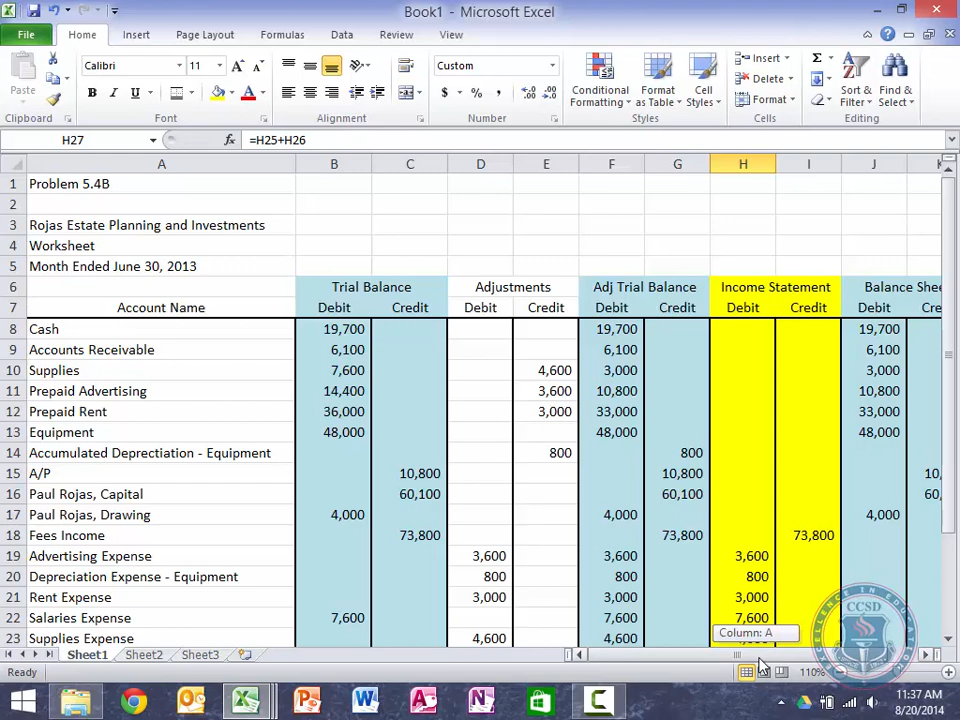 Book1 - Microsoft Excel
File Home Insert Page Layout Formulas Data Review View
Paste
Calibri 11
B I U
Custom
$ % ,
Conditional Formatting
Format as Table
Cell Styles
Insert
Delete
Format
Sort & Filter
Find & Select
Clipboard Font Alignment Number Styles Cells Editing
H27 fx =H25+H26
A B C D E F G H I J K
1 Problem 5.4B
2
3 Rojas Estate Planning and Investments
4 Worksheet
5 Month Ended June 30, 2013
6 Trial Balance Adjustments Adj Trial Balance Income Statement Balance Shee
7 Account Name Debit Credit Debit Credit Debit Credit Debit Credit Debit Cre
8 Cash 19,700 19,700 19,700
9 Accounts Receivable 6,100 6,100 6,100
10 Supplies 7,600 4,600 3,000 3,000
11 Prepaid Advertising 14,400 3,600 10,800 10,800
12 Prepaid Rent 36,000 3,000 33,000 33,000
13 Equipment 48,000 48,000 48,000
14 Accumulated Deprectiation - Equipment 800 800
15 A/P 10,800 10,800 10,
16 Paul Rojas, Capital 60,100 60,100 60,
17 Paul Rojas, Drawing 4,000 4,000 4,000
18 Fees Income 73,800 73,800 73,800
19 Advertising Expense 3,600 3,600 3,600
20 Depreciation Expense - Equipment 800 800 800
21 Rent Expense 3,000 3,000 3,000
22 Salaries Expense 7,600 7,600 7,600
23 Supplies Expense 4,600 4,600
Column: A
CCSD
Sheet1 Sheet2 Sheet3
Ready 110%
11:37 AM
8/20/2014